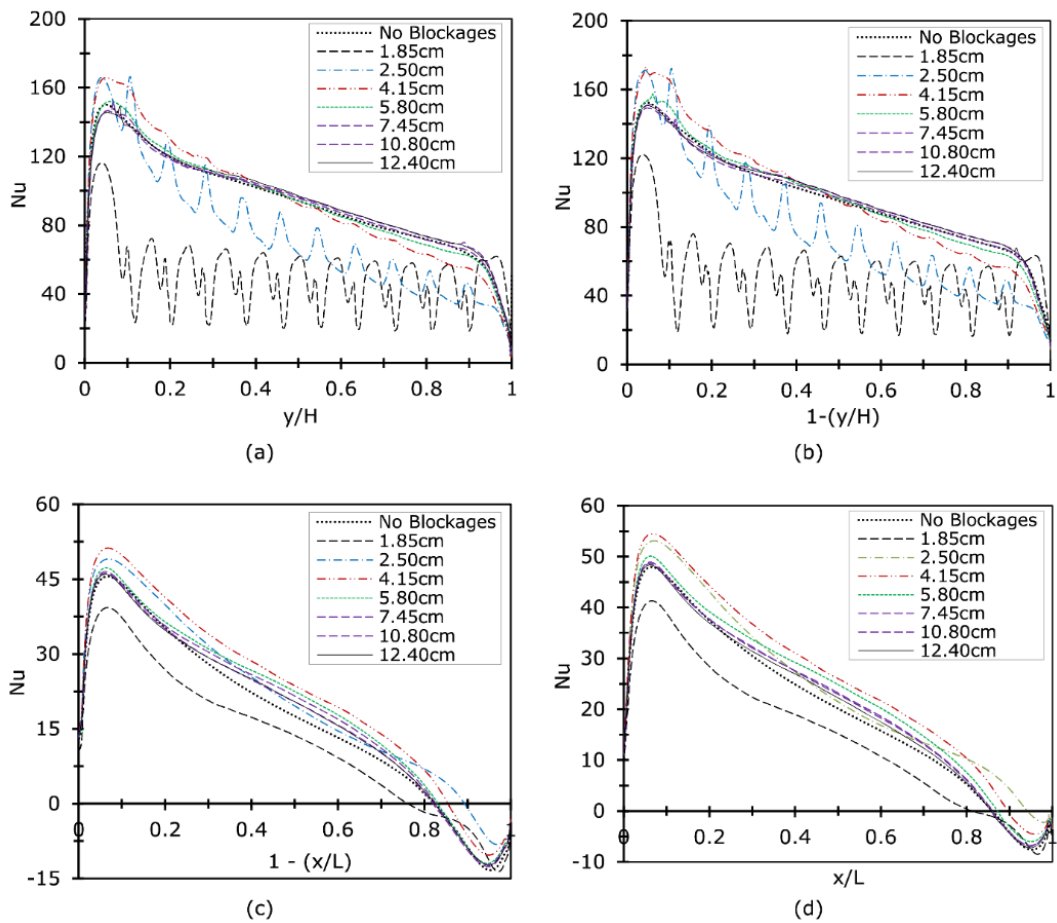 200
160
120
80
40
0
Nu
0
0.2
0.4
0.6
0.8
1
y/H
No Blockages
1.85cm
2.50cm
4.15cm
5.80cm
7.45cm
10.80cm
12.40cm
(a)
200
160
120
80
40
0
Nu
0
0.2
0.4
0.6
0.8
1
1-(y/H)
No Blockages
1.85cm
2.50cm
4.15cm
5.80cm
7.45cm
10.80cm
12.40cm
(b)
60
45
30
15
0
-15
Nu
0
0.2
0.4
0.6
0.8
1
1 - (x/L)
No Blockages
1.85cm
2.50cm
4.15cm
5.80cm
7.45cm
10.80cm
12.40cm
(c)
60
50
40
30
20
10
0
-10
Nu
0
0.2
0.4
0.6
0.8
1
x/L
No Blockages
1.85cm
2.50cm
4.15cm
5.80cm
7.45cm
10.80cm
12.40cm
(d)